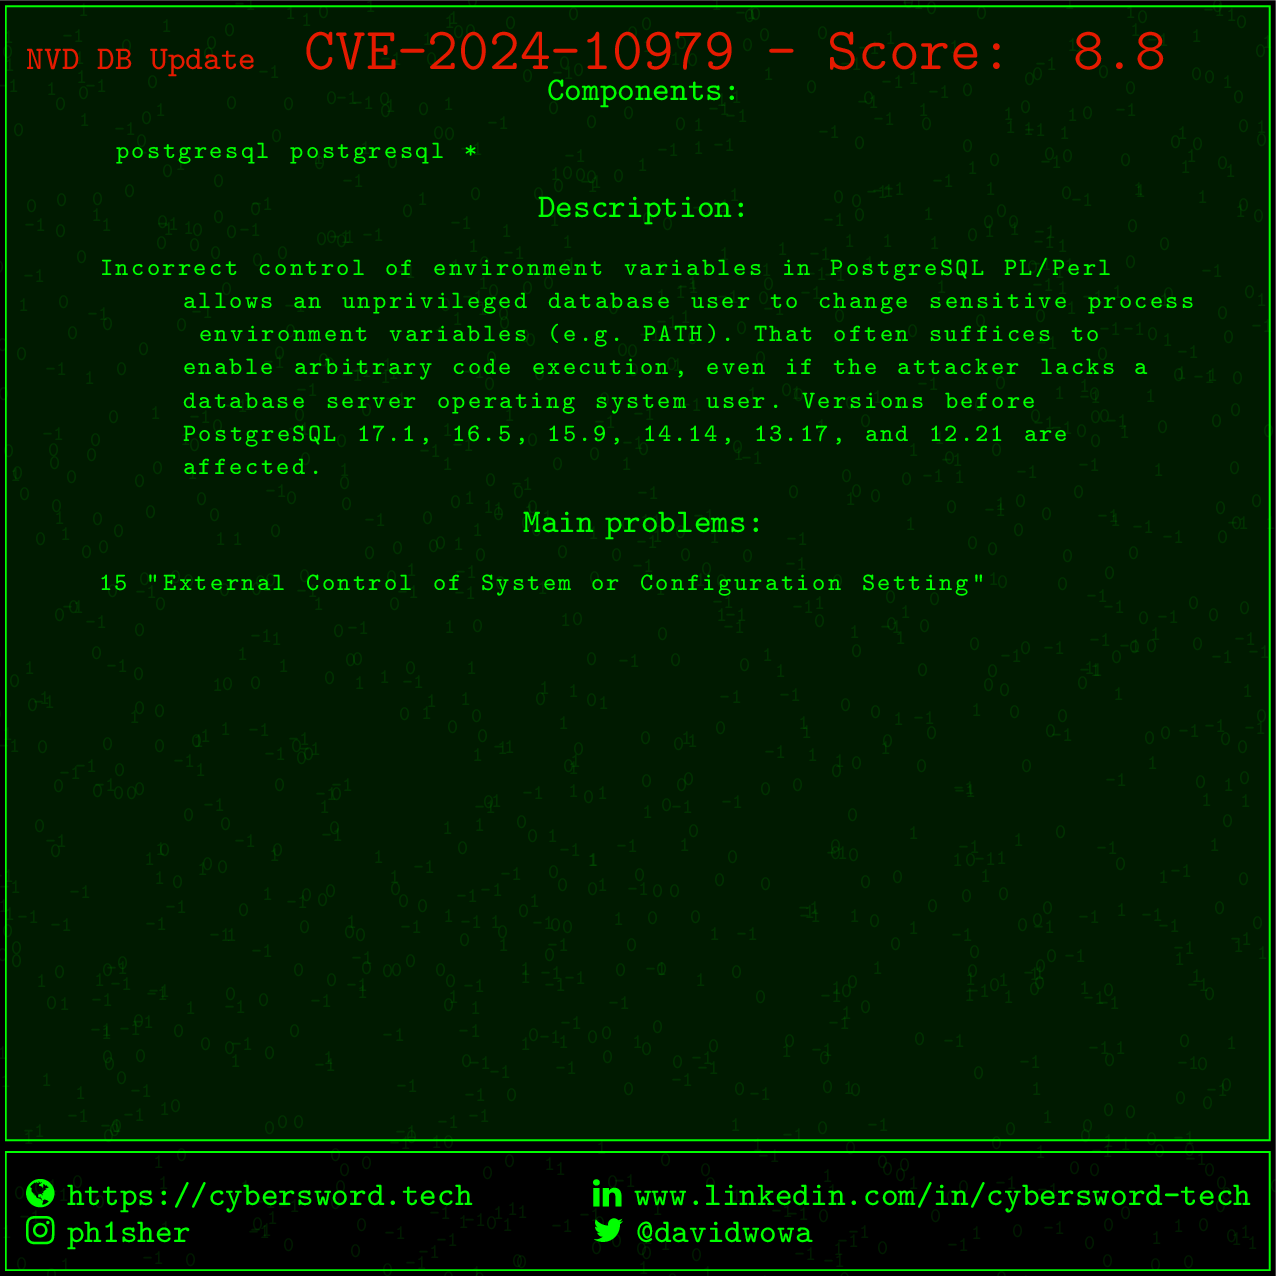 NVD DB Update CVE-2024-10979 - Score: 8.8
Components:
postgresql postgresql *
Description:
Incorrect control of environment variables in PostgreSQL PL/Perl
allows an unprivileged database user to change sensitive process
environment variables (e.g. PATH). That often suffices to
enable arbitrary code execution, even if the attacker lacks a
database server operating system user. Versions before
PostgreSQL 17.1, 16.5, 15.9, 14.14, 13.17, and 12.21 are
affected.
Main problems:
15 "External Control of System or Configuration Setting"
https://cybersword.tech
www.linkedin.com/in/cybersword-tech
ph1sher
@davidwowa